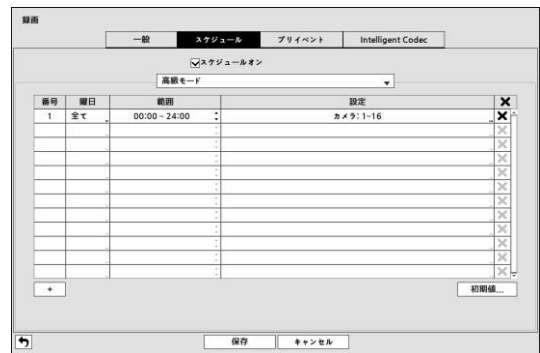 録画
一般 スケジュール プリイベント Intelligent Codec
スケジュールオン
高級モード
番号 曜日 範囲 設定
1 全て 00:00 ~ 24:00 カメラ: 1~16
+ 初期値...
保存 キャンセル